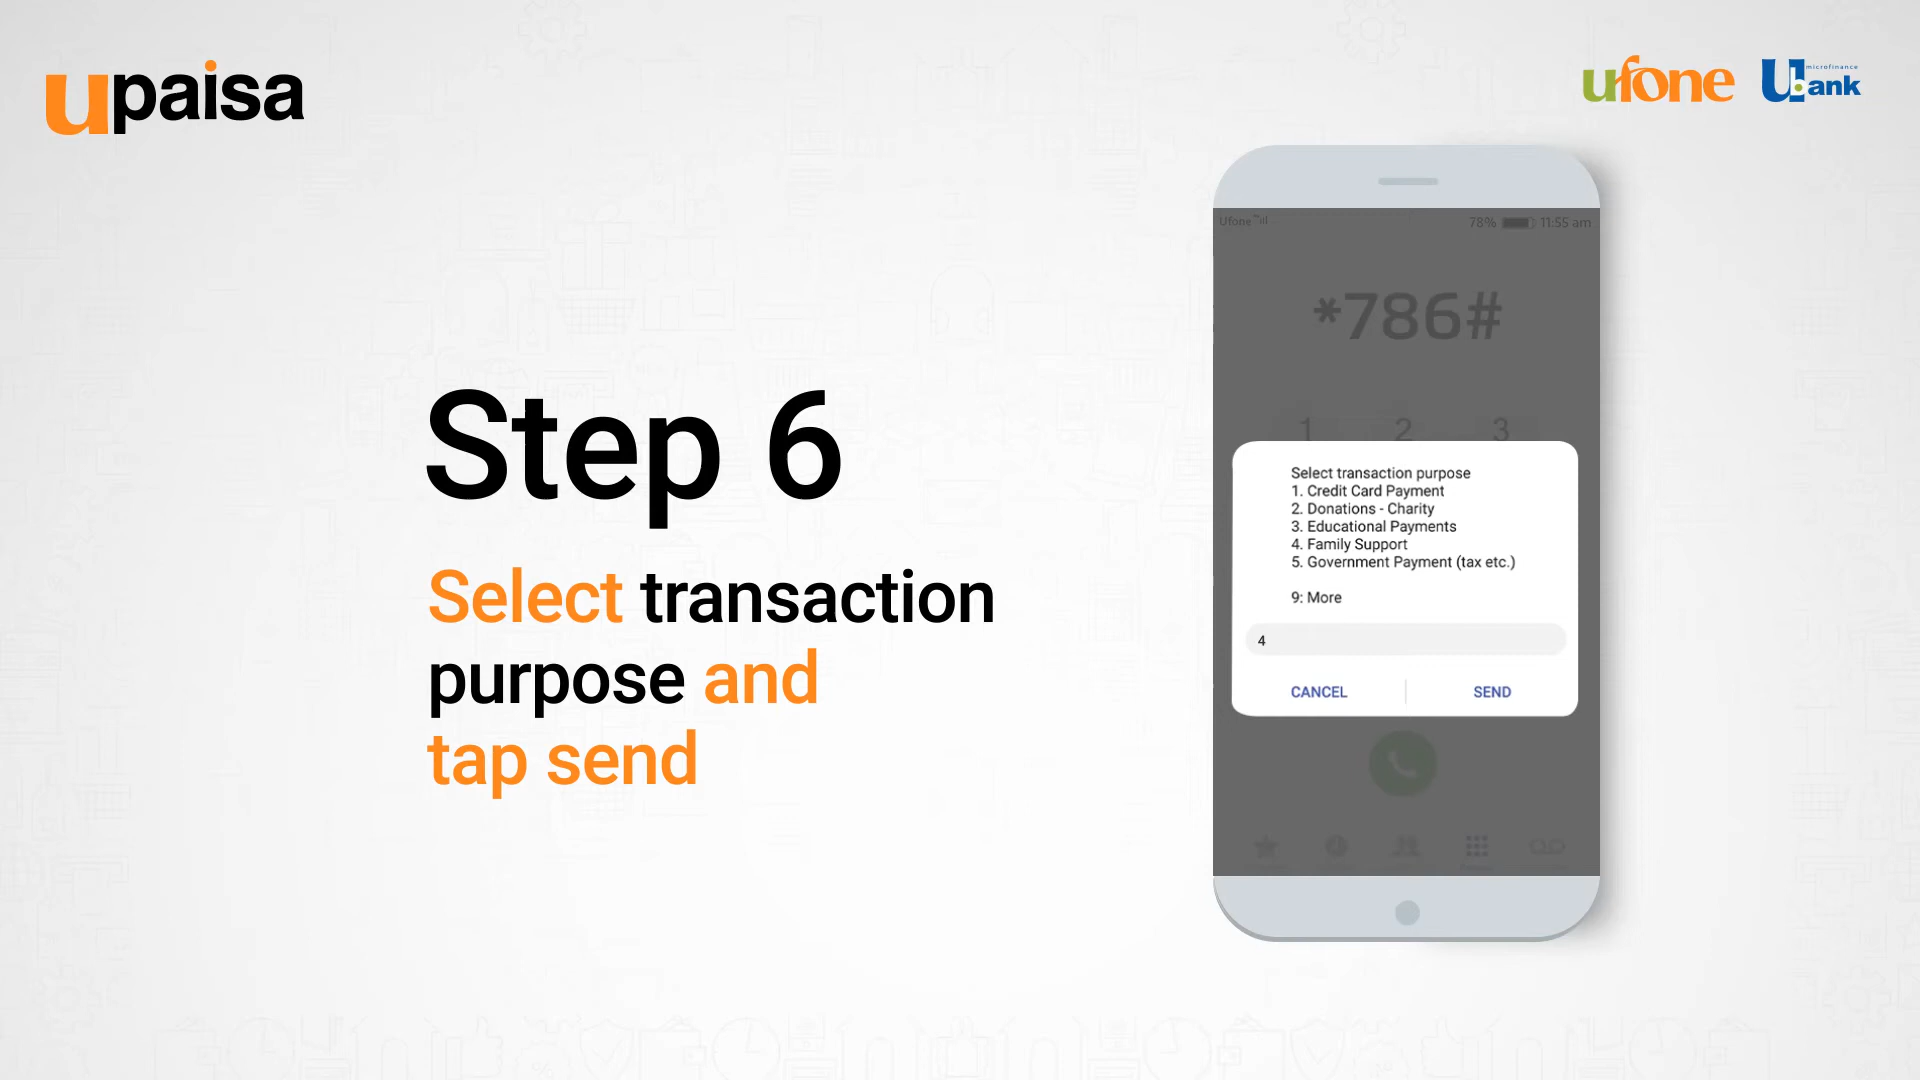 upaisa
ufone
microfinance
Ubank
Step 6
Select transaction
purpose and
tap send
Ufone
78% 11:55 am
*786#
1 2 3
Select transaction purpose
1. Credit Card Payment
2. Donations - Charity
3. Educational Payments
4. Family Support
5. Government Payment (tax etc.)
9: More
4
CANCEL SEND